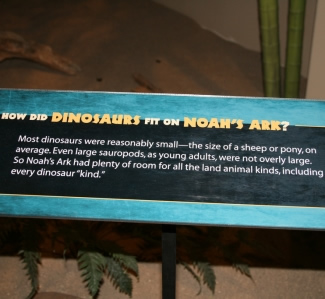 HOW DID DINOSAURS FIT ON NOAH'S ARK?
Most dinosaurs were reasonably small—the size of a sheep or pony, on
average. Even large sauropods, as young adults, were not overly large.
So Noah's Ark had plenty of room for all the land animal kinds, including
every dinosaur "kind."